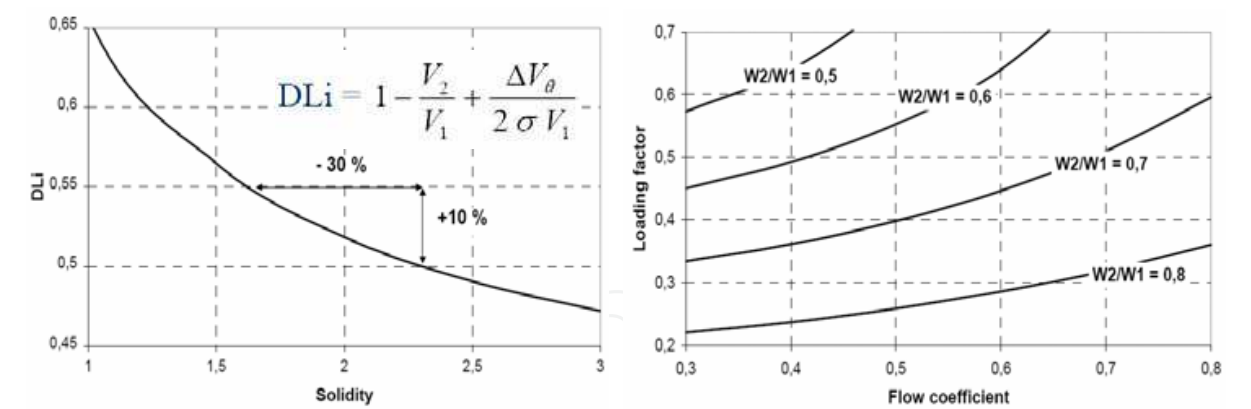 0,65
0,6
0,55
0,5
0,45
DLi
DLi = 1 − V₂/V₁ + ΔV_θ/2 σ V₁
- 30 %
+10 %
1
1,5
2
2,5
3
Solidity
0,7
0,6
0,5
0,4
0,3
0,2
Loading factor
W2/W1 = 0,5
W2/W1 = 0,6
W2/W1 = 0,7
W2/W1 = 0,8
0,3
0,4
0,5
0,6
0,7
0,8
Flow coefficient